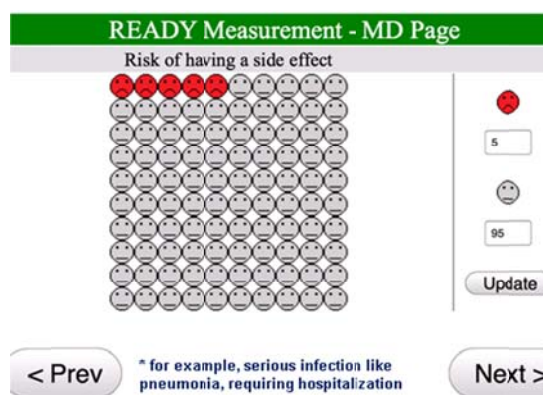 READY Measurement - MD Page
Risk of having a side effect
5
95
Update
< Prev
* for example, serious infection like
pneumonia, requiring hospitalization
Next >